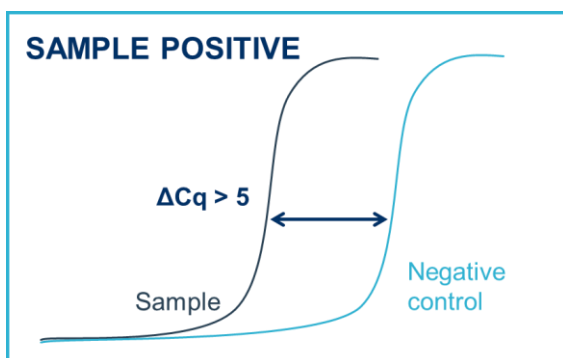 SAMPLE POSITIVE
ΔCq > 5
Sample
Negative
control